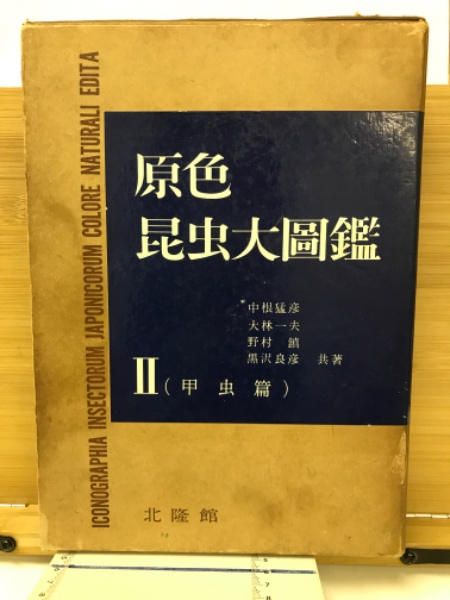 ICONOGRAPHIA INSECTORUM JAPONICORUM COLORE NATURALI EDITA
原色
昆虫大圖鑑
中根猛彦
大林一夫
野村 鎮
黒沢良彦 共著
II(甲虫篇)
北隆館